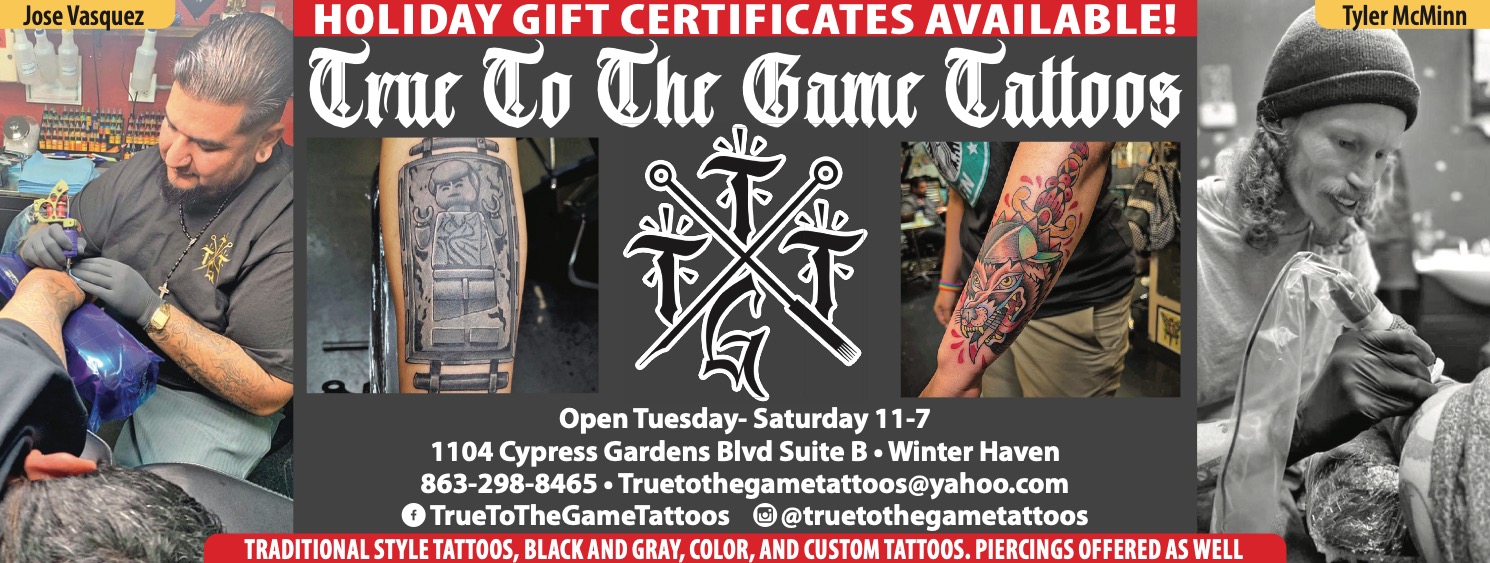 Jose Vasquez
HOLIDAY GIFT CERTIFICATES AVAILABLE!
Tyler McMinn
True To The Game Tattoos
T
T T
G
Open Tuesday- Saturday 11-7
1104 Cypress Gardens Blvd Suite B • Winter Haven
863-298-8465 • Truetothegametattoos@yahoo.com
TrueToTheGameTattoos @truetothegametattoos
TRADITIONAL STYLE TATTOOS, BLACK AND GRAY, COLOR, AND CUSTOM TATTOOS. PIERCINGS OFFERED AS WELL